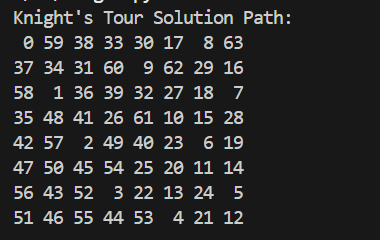 Knight's Tour Solution Path:
 0 59 38 33 30 17  8 63
37 34 31 60  9 62 29 16
58  1 36 39 32 27 18  7
35 48 41 26 61 10 15 28
42 57  2 49 40 23  6 19
47 50 45 54 25 20 11 14
56 43 52  3 22 13 24  5
51 46 55 44 53  4 21 12